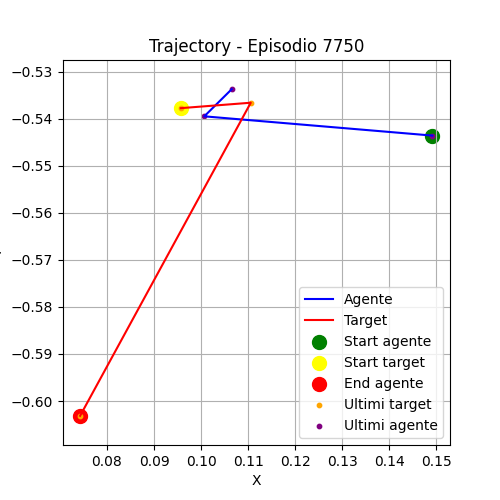 Trajectory - Episodio 7750
−0.53
−0.54
−0.55
−0.56
−0.57
−0.58
−0.59
−0.60
Agente
Target
Start agente
Start target
End agente
Ultimi target
Ultimi agente
0.08 0.09 0.10 0.11 0.12 0.13 0.14 0.15
X